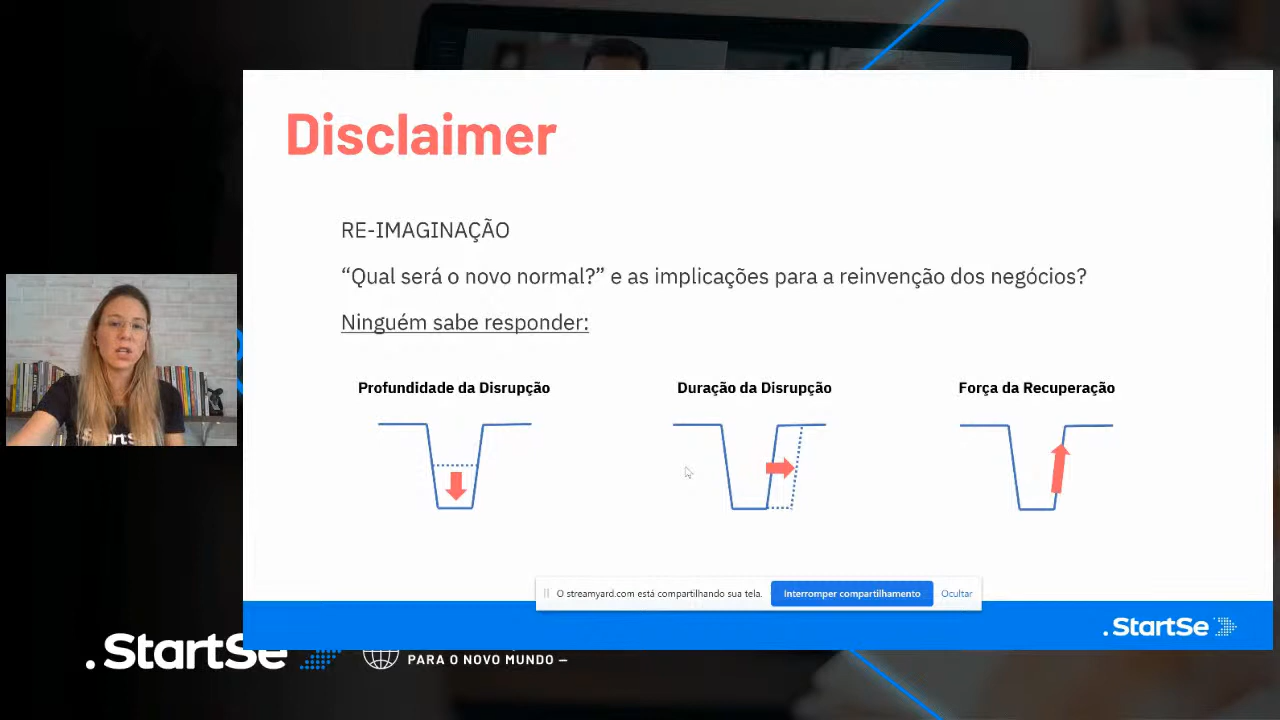 Disclaimer
RE-IMAGINAÇÃO
“Qual será o novo normal?” e as implicações para a reinvenção dos negócios?
Ninguém sabe responder:
Profundidade da Disrupção
Duração da Disrupção
Força da Recuperação
O streamyard.com está compartilhando sua tela.
Interromper compartilhamento
Ocultar
.StartSe
.StartSe
PARA O NOVO MUNDO –